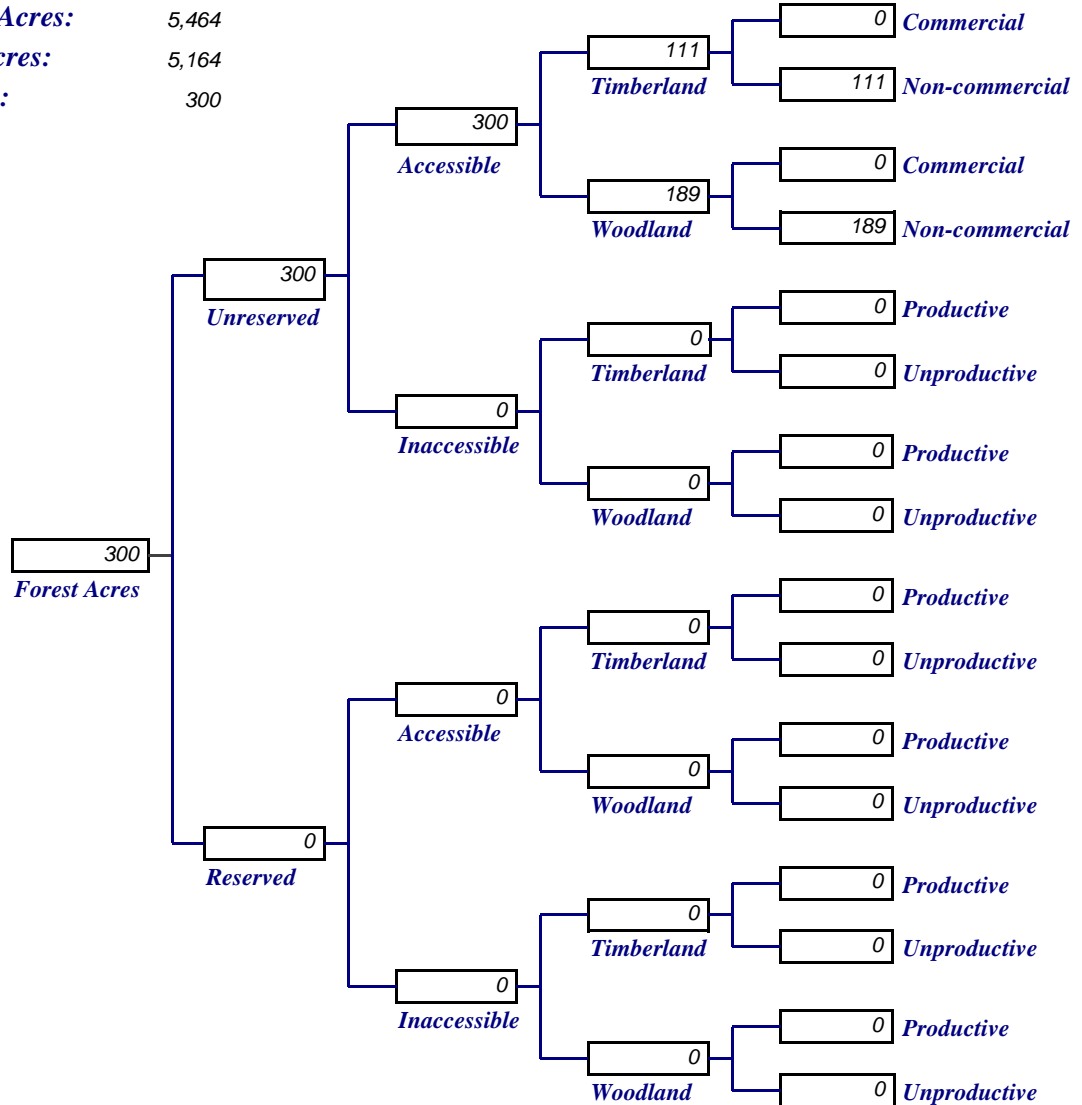 Acres: 5,464
cres: 5,164
: 300
0 Commercial
111
Timberland
111 Non-commercial
300
Accessible
0 Commercial
189
Woodland
189 Non-commercial
300
Unreserved
0 Productive
0
Timberland
0 Unproductive
0
Inaccessible
0 Productive
0
Woodland
0 Unproductive
300
Forest Acres
0 Productive
0
Timberland
0 Unproductive
0
Accessible
0 Productive
0
Woodland
0 Unproductive
0
Reserved
0 Productive
0
Timberland
0 Unproductive
0
Inaccessible
0 Productive
0
Woodland
0 Unproductive